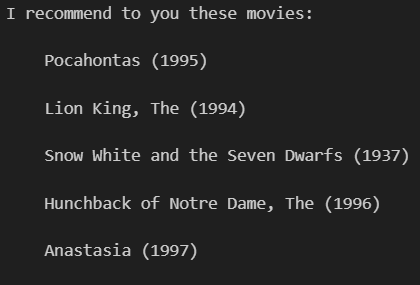 I recommend to you these movies:
Pocahontas (1995)
Lion King, The (1994)
Snow White and the Seven Dwarfs (1937)
Hunchback of Notre Dame, The (1996)
Anastasia (1997)